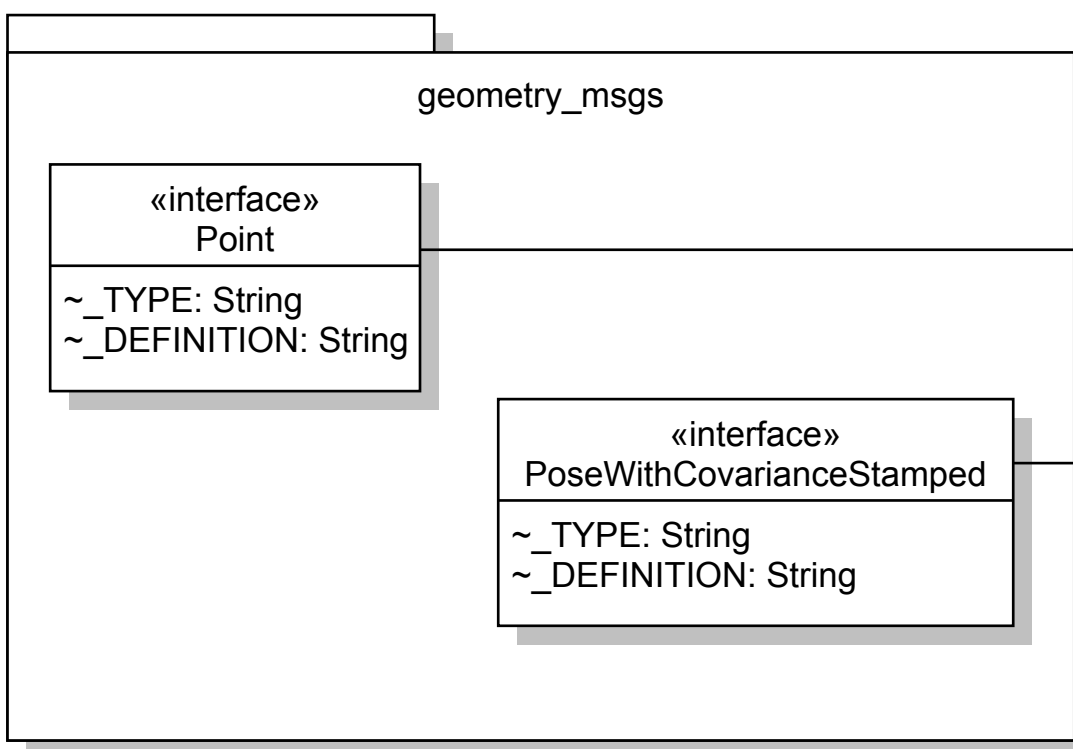 geometry_msgs
«interface»
Point
~_TYPE: String
~_DEFINITION: String
«interface»
PoseWithCovarianceStamped
~_TYPE: String
~_DEFINITION: String